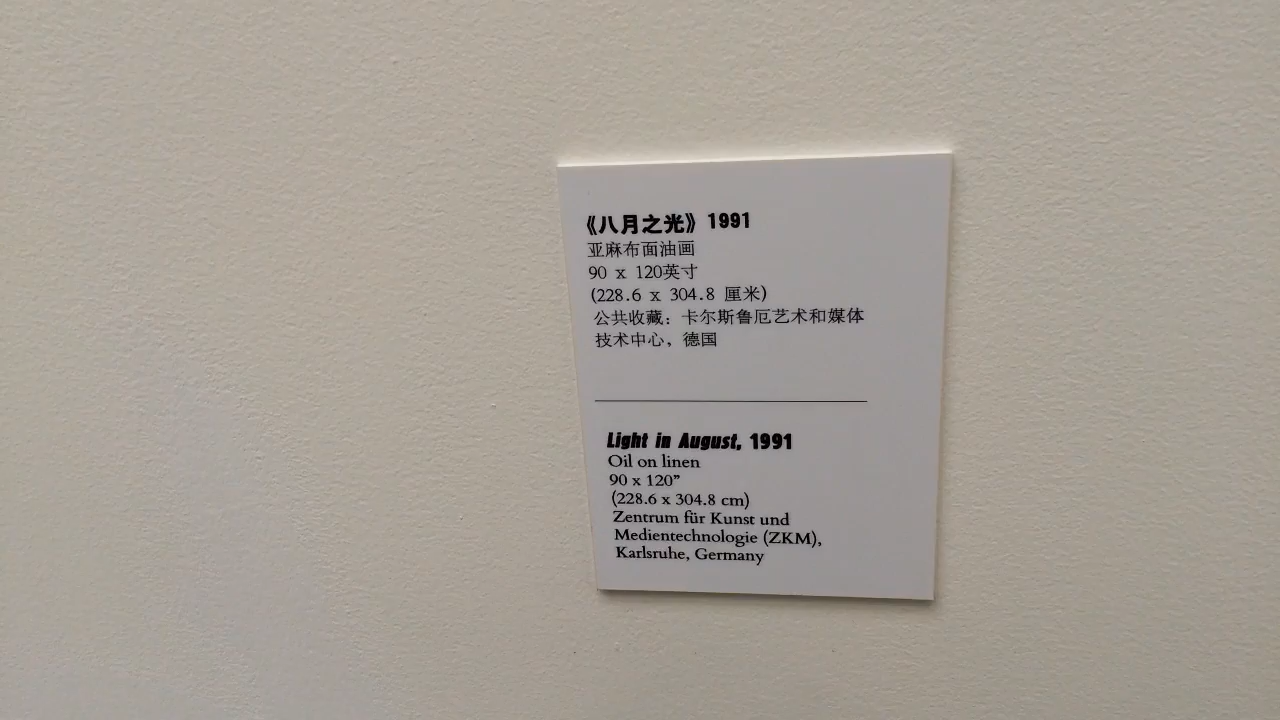 《八月之光》 1991
亚麻布面油画
90 x 120英寸
(228.6 x 304.8 厘米)
公共收藏：卡尔斯鲁厄艺术和媒体
技术中心，德国
Light in August, 1991
Oil on linen
90 x 120”
(228.6 x 304.8 cm)
Zentrum für Kunst und
Medientechnologie (ZKM),
Karlsruhe, Germany